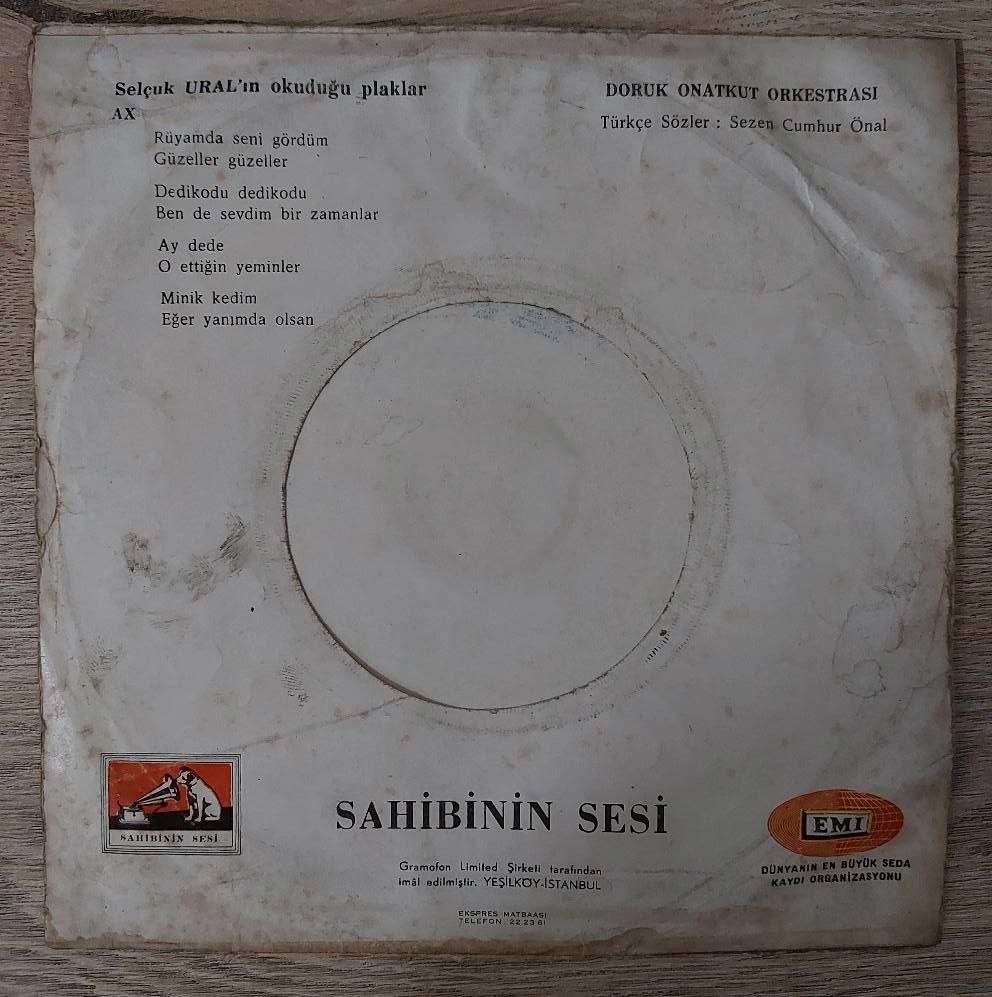 Selçuk URAL'ın okuduğu plaklar
AX
Rüyamda seni gördüm
Güzeller güzeller
Dedikodu dedikodu
Ben de sevdim bir zamanlar
Ay dede
O ettiğin yeminler
Minik kedim
Eğer yanımda olsan
DORUK ONATKUT ORKESTRASI
Türkçe Sözler : Sezen Cumhur Önal
SAHİBİNİN SESİ
SAHİBİNİN SESİ
Gramofon Limited Şirketi tarafından
imâl edilmiştir. YEŞİLKÖY-İSTANBUL
EKSPRES MATBAASI
TELEFON 22 23 61
EMI
DÜNYANIN EN BÜYÜK SEDA
KAYDI ORGANİZASYONU